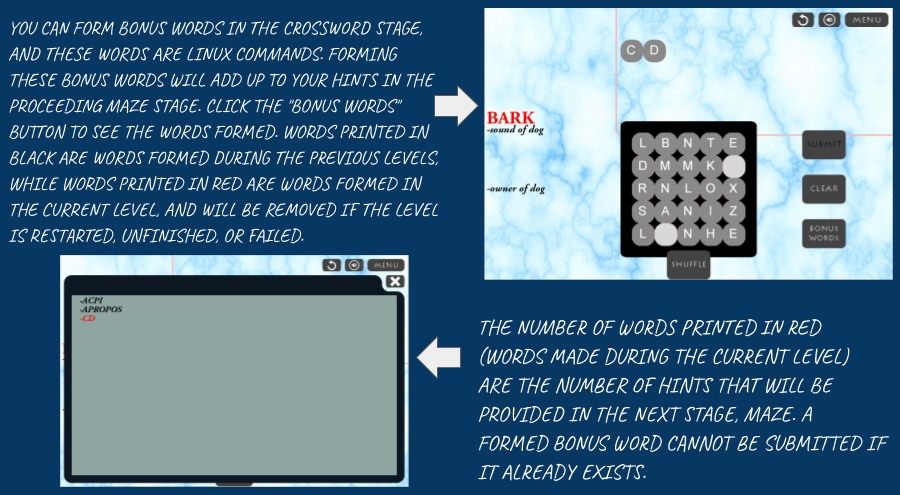 YOU CAN FORM BONUS WORDS IN THE CROSSWORD STAGE,
AND THESE WORDS ARE LINUX COMMANDS. FORMING
THESE BONUS WORDS WILL ADD UP TO YOUR HINTS IN THE
PROCEEDING MAZE STAGE. CLICK THE "BONUS WORDS"
BUTTON TO SEE THE WORDS FORMED. WORDS PRINTED IN
BLACK ARE WORDS FORMED DURING THE PREVIOUS LEVELS,
WHILE WORDS PRINTED IN RED ARE WORDS FORMED IN
THE CURRENT LEVEL, AND WILL BE REMOVED IF THE LEVEL
IS RESTARTED, UNFINISHED, OR FAILED.
MENU
C D
BARK
-sound of dog
-owner of dog
L B N T E
D M M K
R N L O X
S A N I Z
L N H E
SUBMIT
CLEAR
BONUS
WORDS
SHUFFLE
MENU
-ACPI
-APROPOS
-CD
THE NUMBER OF WORDS PRINTED IN RED
(WORDS MADE DURING THE CURRENT LEVEL)
ARE THE NUMBER OF HINTS THAT WILL BE
PROVIDED IN THE NEXT STAGE, MAZE. A
FORMED BONUS WORD CANNOT BE SUBMITTED IF
IT ALREADY EXISTS.